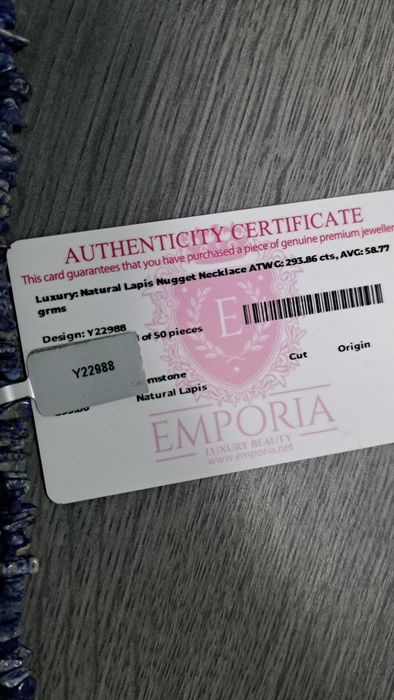 AUTHENTICITY CERTIFICATE
This card guarantees that you have purchased a piece of genuine premium jeweller
Luxury: Natural Lapis Nugget Necklace ATWG: 293.86 cts, AVG: 58.77
grms
Design: Y22988 1 of 50 pieces
Cut Origin
Y22988
mstone
Natural Lapis
E
EMPORIA
LUXURY BEAUTY
www.emporia.net